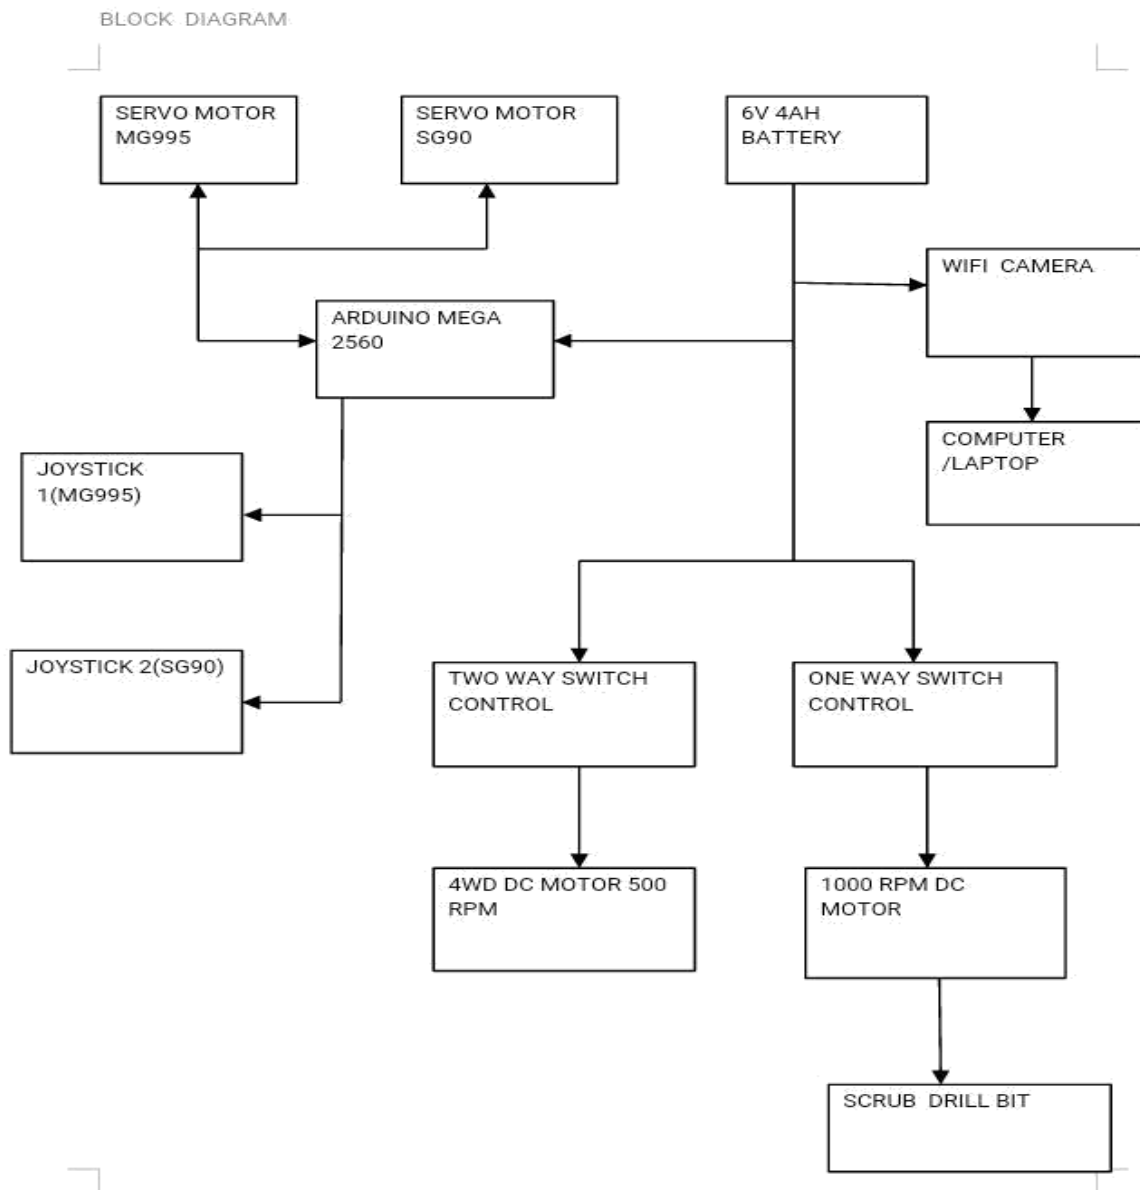 BLOCK DIAGRAM
SERVO MOTOR
MG995
SERVO MOTOR
SG90
6V 4AH
BATTERY
WIFI CAMERA
ARDUINO MEGA
2560
COMPUTER
/LAPTOP
JOYSTICK
1(MG995)
JOYSTICK 2(SG90)
TWO WAY SWITCH
CONTROL
ONE WAY SWITCH
CONTROL
4WD DC MOTOR 500
RPM
1000 RPM DC
MOTOR
SCRUB DRILL BIT